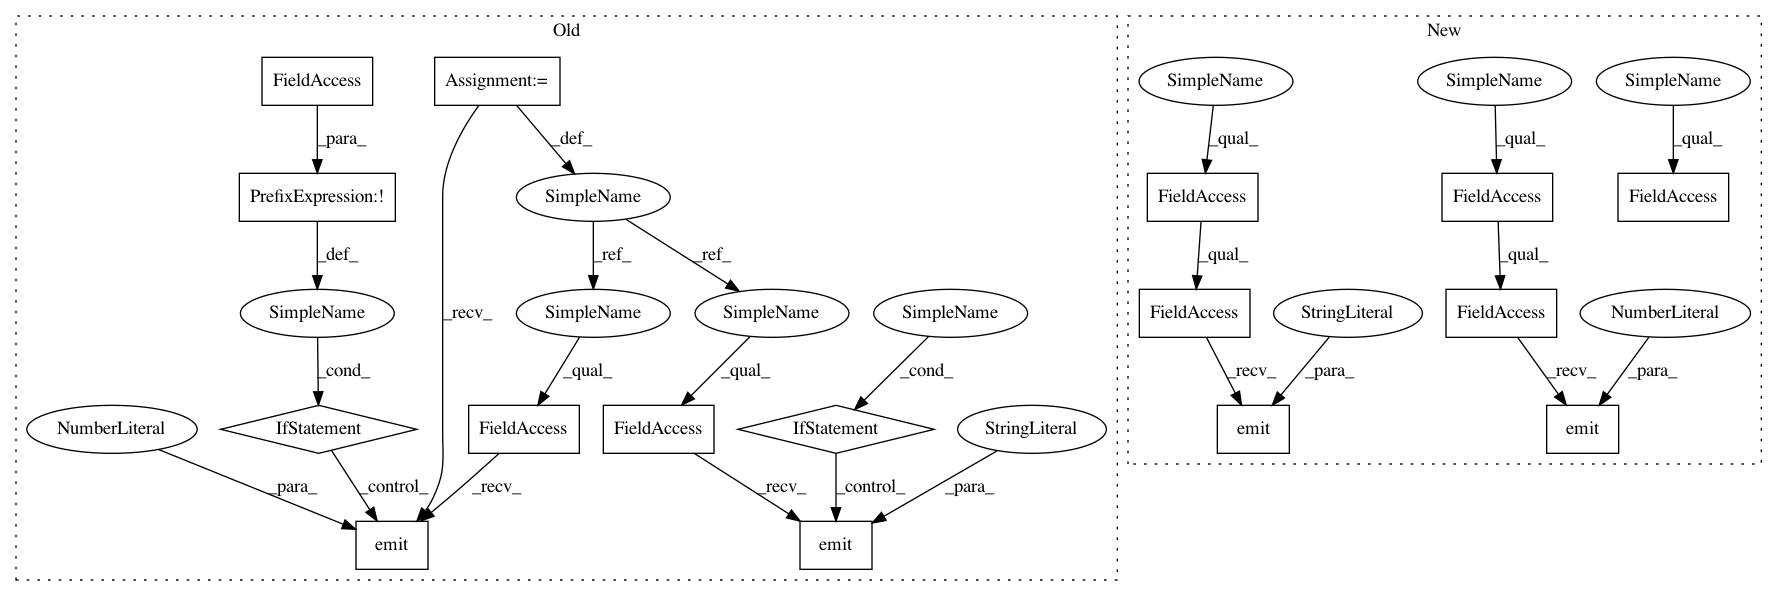 Old
New
FieldAccess
Assignment:=
SimpleName
SimpleName
SimpleName
_para_
_def_
_qual_
_qual_
_qual_
PrefixExpression:!
SimpleName
FieldAccess
FieldAccess
FieldAccess
_def_
_ref_
_ref_
_qual_
_qual_
SimpleName
_recv_
SimpleName
SimpleName
SimpleName
FieldAccess
StringLiteral
FieldAccess
NumberLiteral
_cond_
_qual_
_qual_
_cond_
_recv_
_para_
_recv_
_para_
NumberLiteral
IfStatement
FieldAccess
FieldAccess
IfStatement
StringLiteral
emit
emit
_para_
_control_
_recv_
_recv_
_control_
_para_
emit
emit